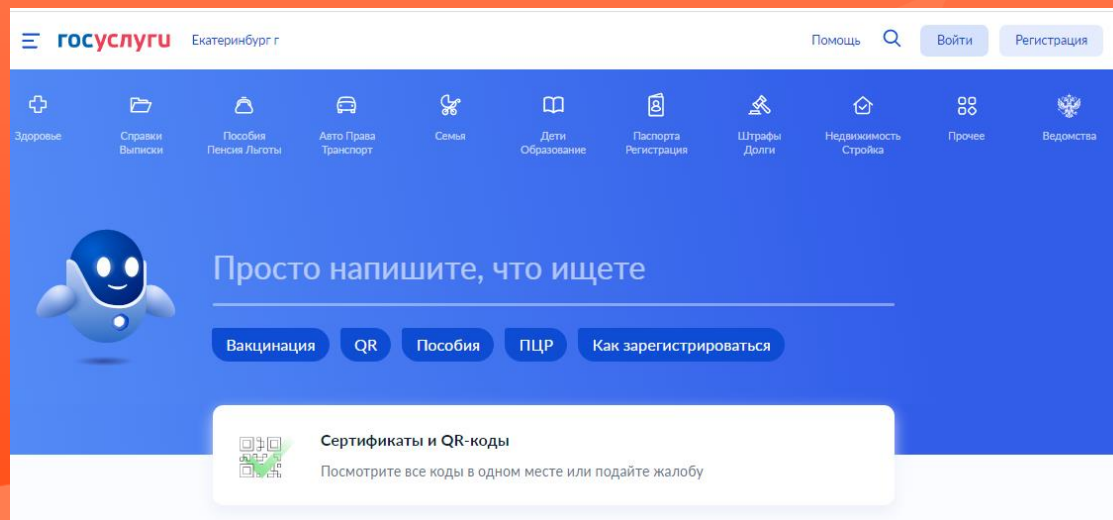 госуслуги Екатеринбург г Помощь Войти Регистрация
Здоровье
Справки
Выписки
Пособия
Пенсия Льготы
Авто Права
Транспорт
Семья
Дети
Образование
Паспорта
Регистрация
Штрафы
Долги
Недвижимость
Стройка
Прочее
Ведомства
Просто напишите, что ищете
Вакцинация QR Пособия ПЦР Как зарегистрироваться
Сертификаты и QR-коды
Посмотрите все коды в одном месте или подайте жалобу